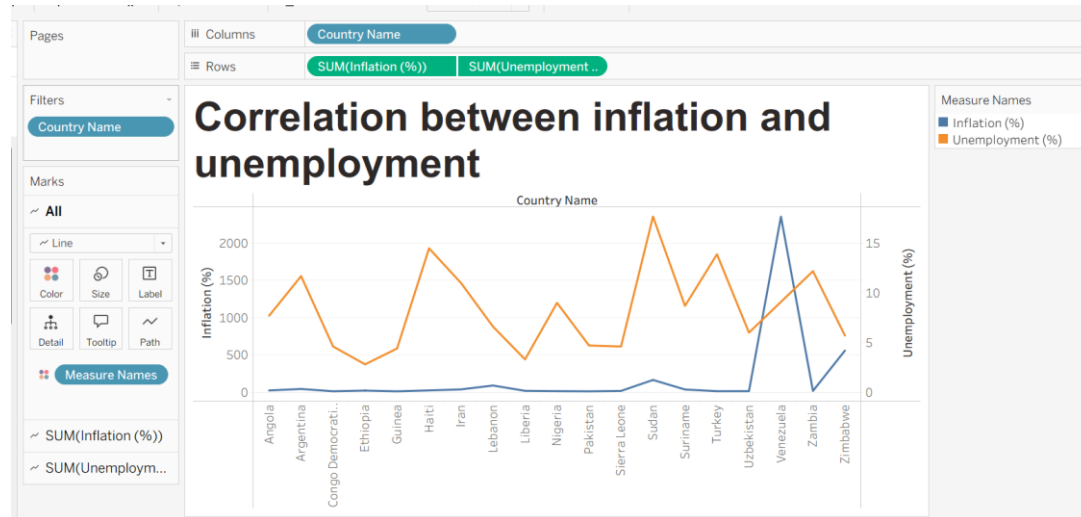 Pages
Columns
Country Name
Rows
SUM(Inflation (%))
SUM(Unemployment ..
Filters
Country Name
Marks
All
Line
Color
Size
Label
Detail
Tooltip
Path
Measure Names
SUM(Inflation (%))
SUM(Unemploym...
Correlation between inflation and
unemployment
Country Name
Inflation (%)
2000
1500
1000
500
0
15
10
5
0
Unemployment (%)
Angola
Argentina
Congo Democrati..
Ethiopia
Guinea
Haiti
Iran
Lebanon
Liberia
Nigeria
Pakistan
Sierra Leone
Sudan
Suriname
Turkey
Uzbekistan
Venezuela
Zambia
Zimbabwe
Measure Names
Inflation (%)
Unemployment (%)